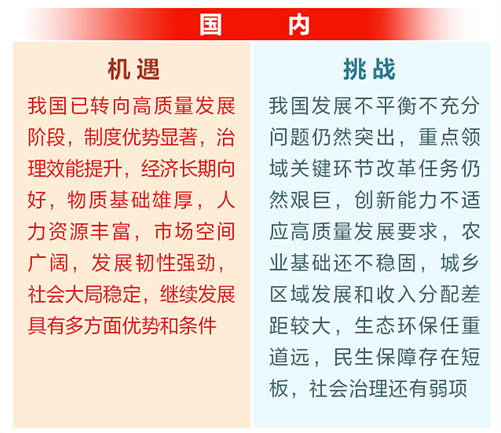 国 内
机 遇
我国已转向高质量发展
阶段，制度优势显著，治
理效能提升，经济长期向
好，物质基础雄厚，人
力资源丰富，市场空间
广阔，发展韧性强劲，
社会大局稳定，继续发展
具有多方面优势和条件
挑 战
我国发展不平衡不充分
问题仍然突出，重点领
域关键环节改革任务仍
然艰巨，创新能力不适
应高质量发展要求，农
业基础还不稳固，城乡
区域发展和收入分配差
距较大，生态环保任重
道远，民生保障存在短
板，社会治理还有弱项